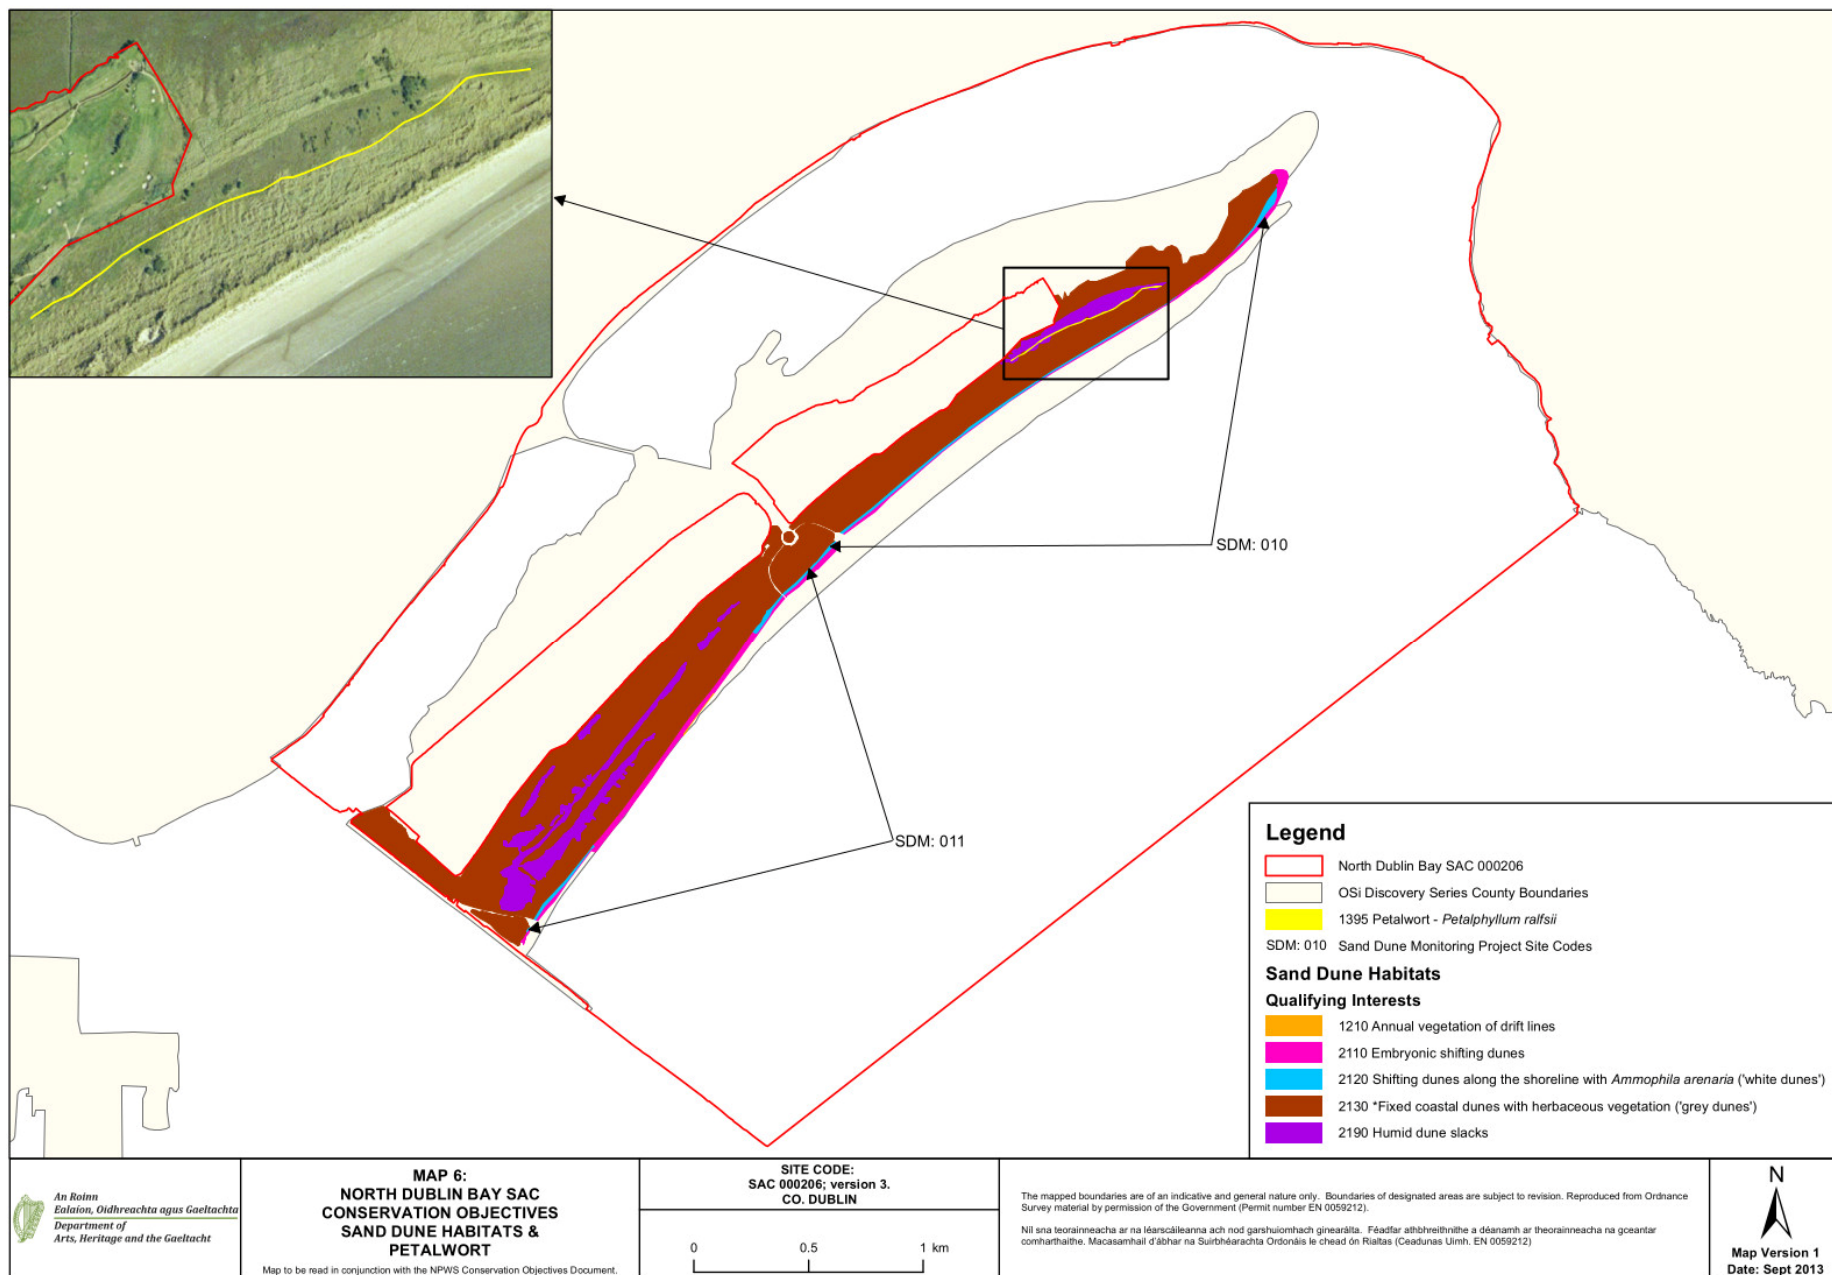 SDM: 010
SDM: 011
Legend
North Dublin Bay SAC 000206
OSi Discovery Series County Boundaries
1395 Petalwort - Petalphyllum ralfsii
SDM: 010 Sand Dune Monitoring Project Site Codes
Sand Dune Habitats
Qualifying Interests
1210 Annual vegetation of drift lines
2110 Embryonic shifting dunes
2120 Shifting dunes along the shoreline with Ammophila arenaria ('white dunes')
2130 *Fixed coastal dunes with herbaceous vegetation ('grey dunes')
2190 Humid dune slacks
An Roinn
Ealaíon, Oidhreachta agus Gaeltachta
Department of
Arts, Heritage and the Gaeltacht
MAP 6:
NORTH DUBLIN BAY SAC
CONSERVATION OBJECTIVES
SAND DUNE HABITATS &
PETALWORT
Map to be read in conjunction with the NPWS Conservation Objectives Document.
SITE CODE:
SAC 000206; version 3.
CO. DUBLIN
0 0.5 1 km
The mapped boundaries are of an indicative and general nature only. Boundaries of designated areas are subject to revision. Reproduced from Ordnance
Survey material by permission of the Government (Permit number EN 0059212).
Níl sna teorainneacha ar na léarscáileanna ach nod garshuiomhach ginearálta. Féadfar athbhreithnithe a déanamh ar theorainneacha na gceantar
comharthaithe. Macasamhail d'ábhar na Suirbhéarachta Ordonáis le chead ón Rialtas (Ceadunas Uimh. EN 0059212)
N
Map Version 1
Date: Sept 2013